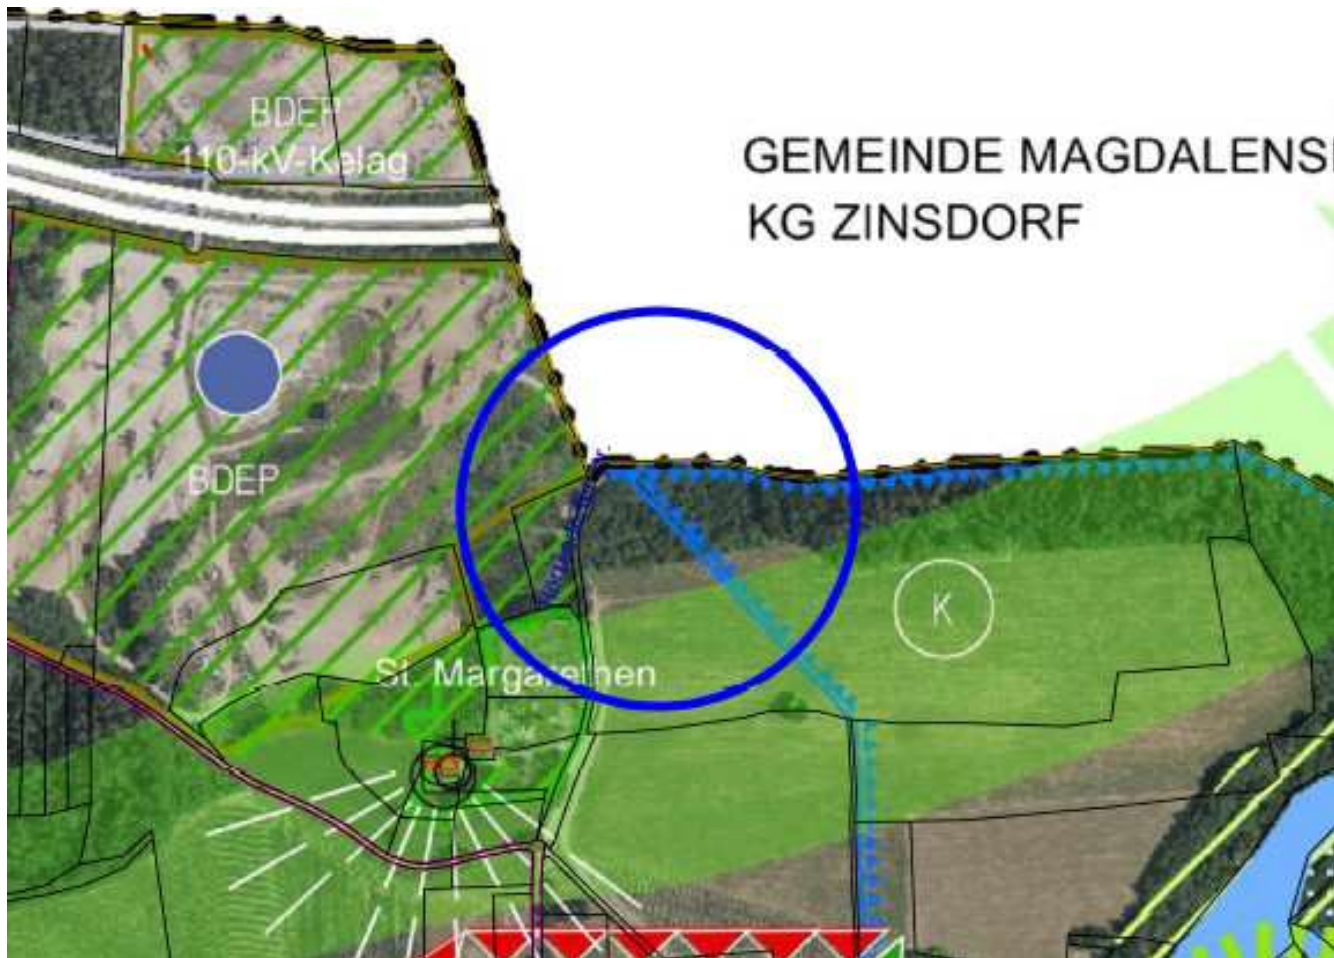 BDEP
110-kV-Kelag
GEMEINDE MAGDALENS
KG ZINSDORF
BDEP
K
St. Margarethen